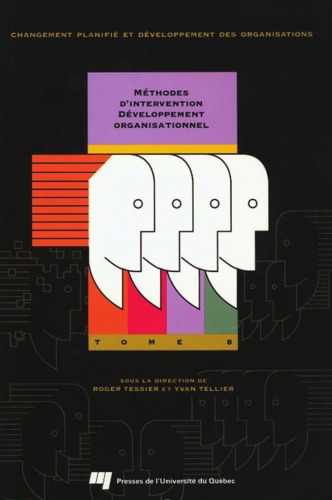 CHANGEMENT PLANIFIÉ ET DÉVELOPPEMENT DES ORGANISATIONS
MÉTHODES
D'INTERVENTION
DÉVELOPPEMENT
ORGANISATIONNEL
TOME 8
SOUS LA DIRECTION DE
ROGER TESSIER ET YVAN TELLIER
Presses de l'Université du Québec